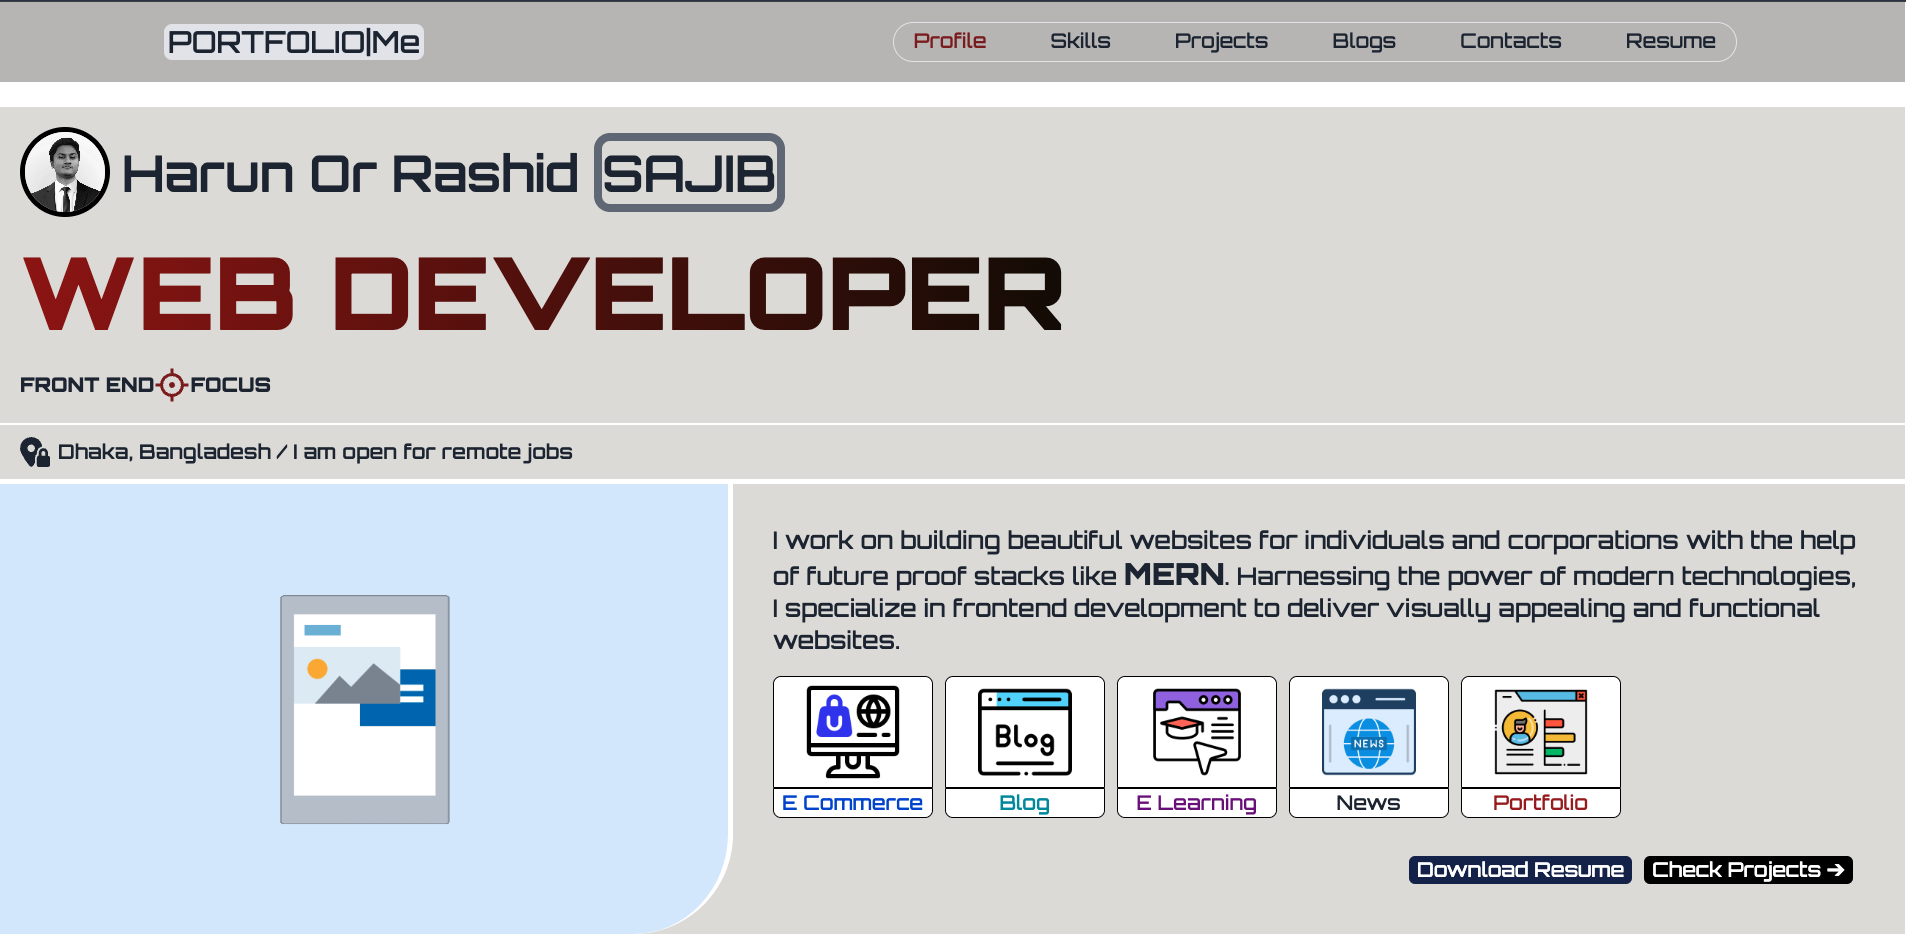 PORTFOLIO|Me
Profile Skills Projects Blogs Contacts Resume
Harun Or Rashid SAJIB
WEB DEVELOPER
FRONT END FOCUS
Dhaka, Bangladesh / I am open for remote jobs
I work on building beautiful websites for individuals and corporations with the help
of future proof stacks like MERN. Harnessing the power of modern technologies,
I specialize in frontend development to deliver visually appealing and functional
websites.
Blog
NEWS
E Commerce
Blog
E Learning
News
Portfolio
Download Resume
Check Projects ➔